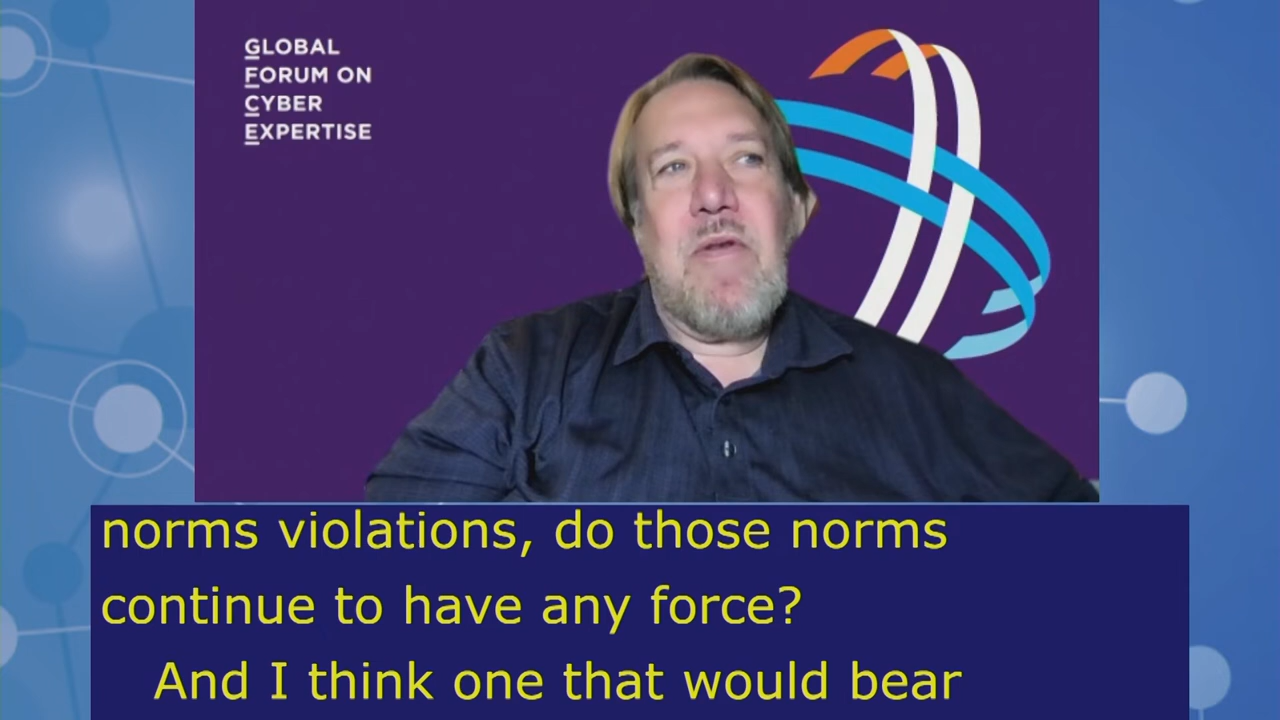 GLOBAL
FORUM ON
CYBER
EXPERTISE
norms violations, do those norms
continue to have any force?
And I think one that would bear